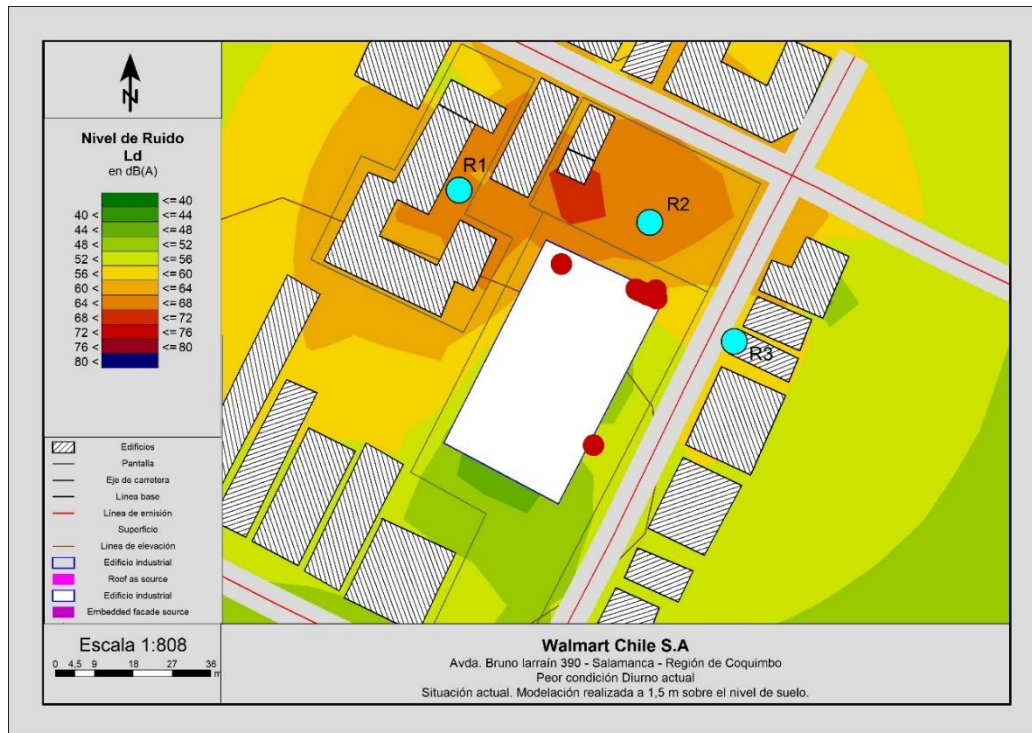 N
Nivel de Ruido
Ld
en dB(A)
<= 40
40 < <= 44
44 < <= 48
48 < <= 52
52 < <= 56
56 < <= 60
60 < <= 64
64 < <= 68
68 < <= 72
72 < <= 76
76 < <= 80
80 <
Edificios
Pantalla
Eje de carretera
Linea base
Línea de emisión
Superficie
Línea de elevación
Edificio industrial
Roof as source
Edificio industrial
Embedded facade source
Escala 1:808
0 4,5 9 18 27 36
m
R1
R2
R3
Walmart Chile S.A
Avda. Bruno larraín 390 - Salamanca - Región de Coquimbo
Peor condición Diurno actual
Situación actual. Modelación realizada a 1,5 m sobre el nivel de suelo.